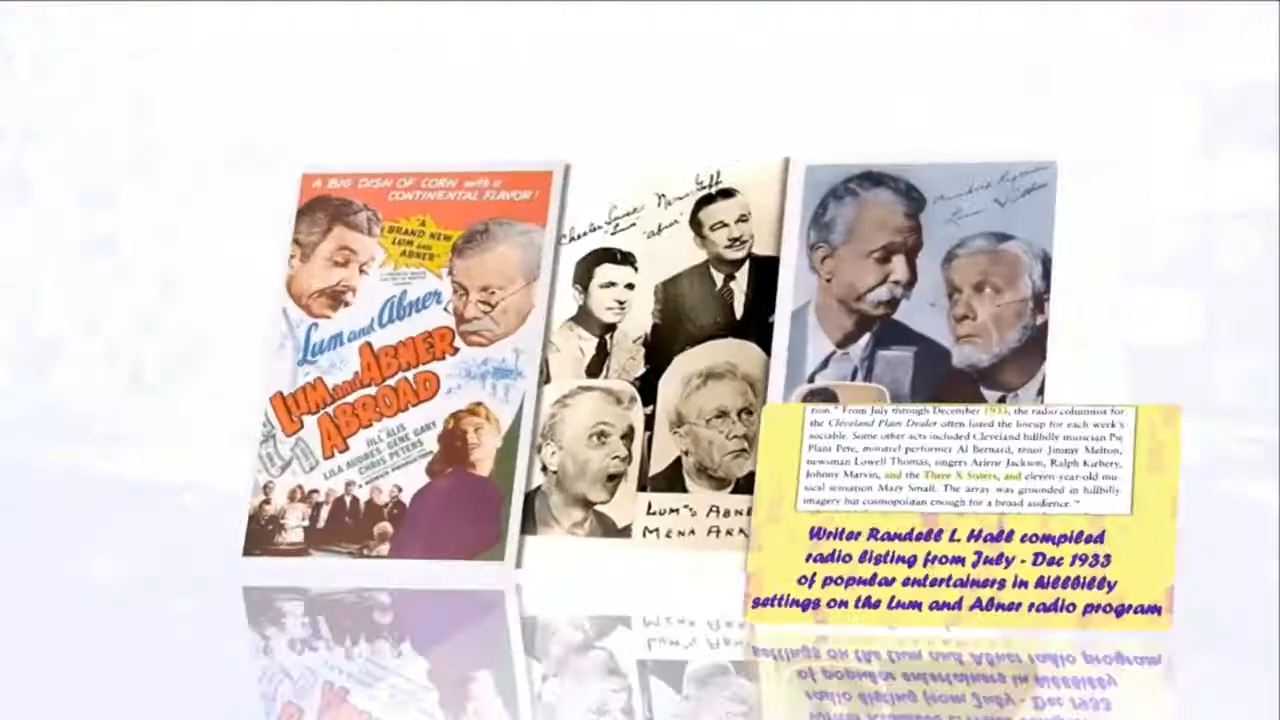 A BIG DISH OF CORN with a
CONTINENTAL FLAVOR!
"A
BRAND NEW
LUM and
ABNER"
Lum and Abner
LUM and ABNER
ABROAD
JILL ALIS
LILA AUDRES GENE GARY
CHRIS PETERS
Chester Lauck Norris Goff
"Lum" "Abner"
LUM & ABNE
MENA ARK
tion." From July through December 1933, the radio columnist for
the Cleveland Plain Dealer often listed the lineup for each week's
sociable. Some other acts included Cleveland hillbilly musician Pie
Plant Pete, minstrel performer Al Bernard, tenor Jimmy Melton,
newsman Lowell Thomas, singers Arlene Jackson, Ralph Kirbery,
Johnny Marvin, and the Three X Sisters, and eleven-year-old mu-
sical sensation Mary Small. The array was grounded in hillbilly
imagery but cosmopolitan enough for a broad audience."
Writer Randell L. Hall compiled
radio listing from July - Dec 1933
of popular entertainers in hillbilly
settings on the Lum and Abner radio program